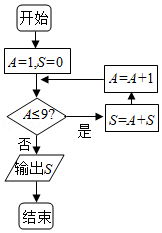 开始
A=1,S=0
A=A+1
A≤9?
是
S=A+S
否
输出S
结束